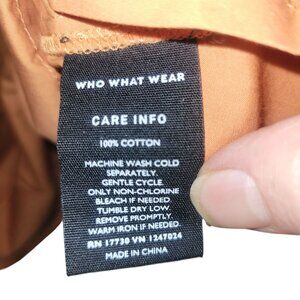 WHO WHAT WEAR
CARE INFO
100% COTTON
MACHINE WASH COLD
SEPARATELY.
GENTLE CYCLE.
ONLY NON-CHLORINE
BLEACH IF NEEDED.
TUMBLE DRY LOW.
REMOVE PROMPTLY.
WARM IRON IF NEEDED.
RN 17730 VN 1247024
MADE IN CHINA